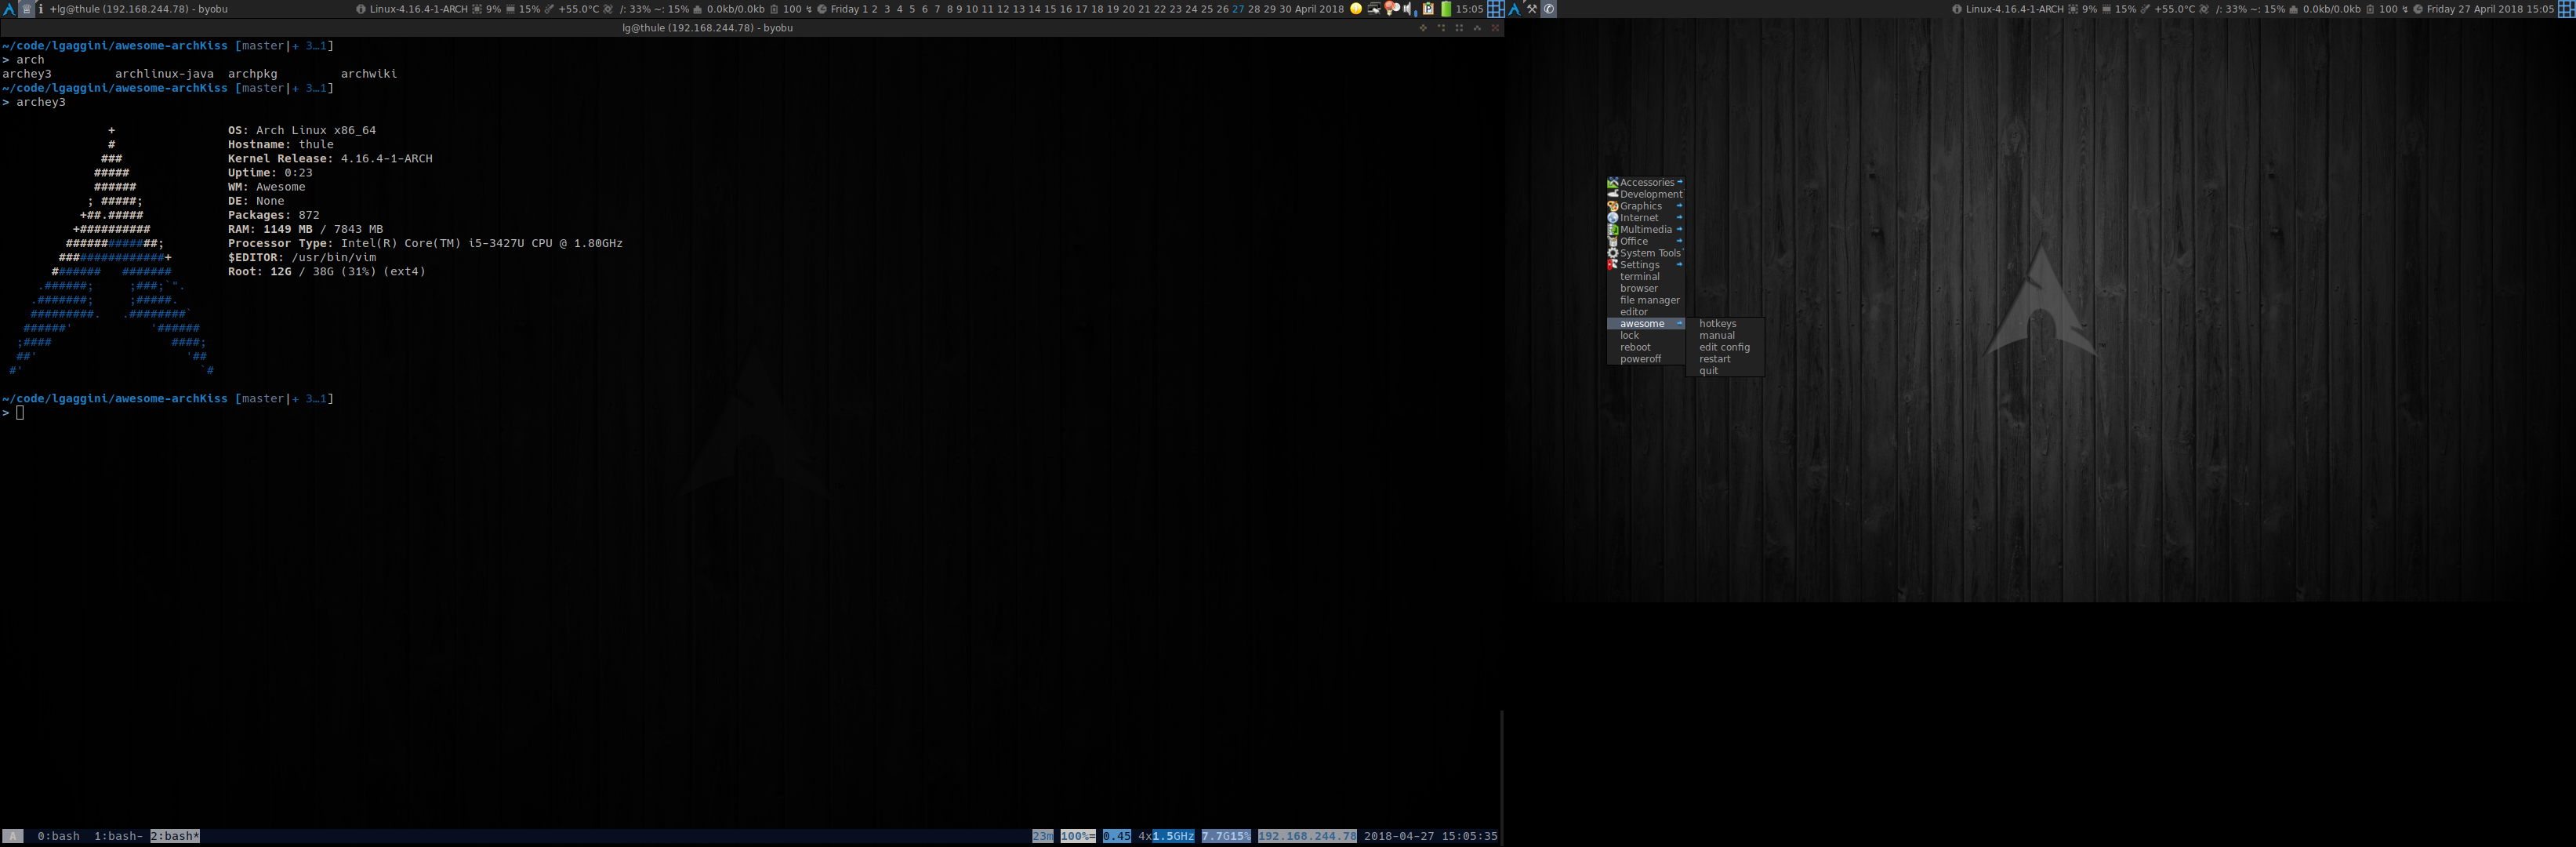 +lg@thule (192.168.244.78) - byobu
Linux-4.16.4-1-ARCH 9% 15% +55.0°C /: 33% ~: 15% 0.0kb/0.0kb 100 Friday 1 2 3 4 5 6 7 8 9 10 11 12 13 14 15 16 17 18 19 20 21 22 23 24 25 26 27 28 29 30 April 2018 15:05
Linux-4.16.4-1-ARCH 9% 15% +55.0°C /: 33% ~: 15% 0.0kb/0.0kb 100 Friday 27 April 2018 15:05
lg@thule (192.168.244.78) - byobu
~/code/lgaggini/awesome-archKiss [master|+ 3…1]
> arch
archey3 archlinux-java archpkg archwiki
~/code/lgaggini/awesome-archKiss [master|+ 3…1]
> archey3
+
#
###
#####
######
; #####;
+##.#####
+##########
#############;
###############+
###### #######
.######; ;###;`".
.#######; ;#####.
#########. .########`
######' '######
;#### ####;
##' '##
#' `#
OS: Arch Linux x86_64
Hostname: thule
Kernel Release: 4.16.4-1-ARCH
Uptime: 0:23
WM: Awesome
DE: None
Packages: 872
RAM: 1149 MB / 7843 MB
Processor Type: Intel(R) Core(TM) i5-3427U CPU @ 1.80GHz
$EDITOR: /usr/bin/vim
Root: 12G / 38G (31%) (ext4)
~/code/lgaggini/awesome-archKiss [master|+ 3…1]
>
A 0:bash 1:bash- 2:bash*
23m 100%= 0.45 4x1.5GHz 7.7G15% 192.168.244.78 2018-04-27 15:05:35
Accessories
Development
Graphics
Internet
Multimedia
Office
System Tools
Settings
terminal
browser
file manager
editor
awesome
lock
reboot
poweroff
hotkeys
manual
edit config
restart
quit